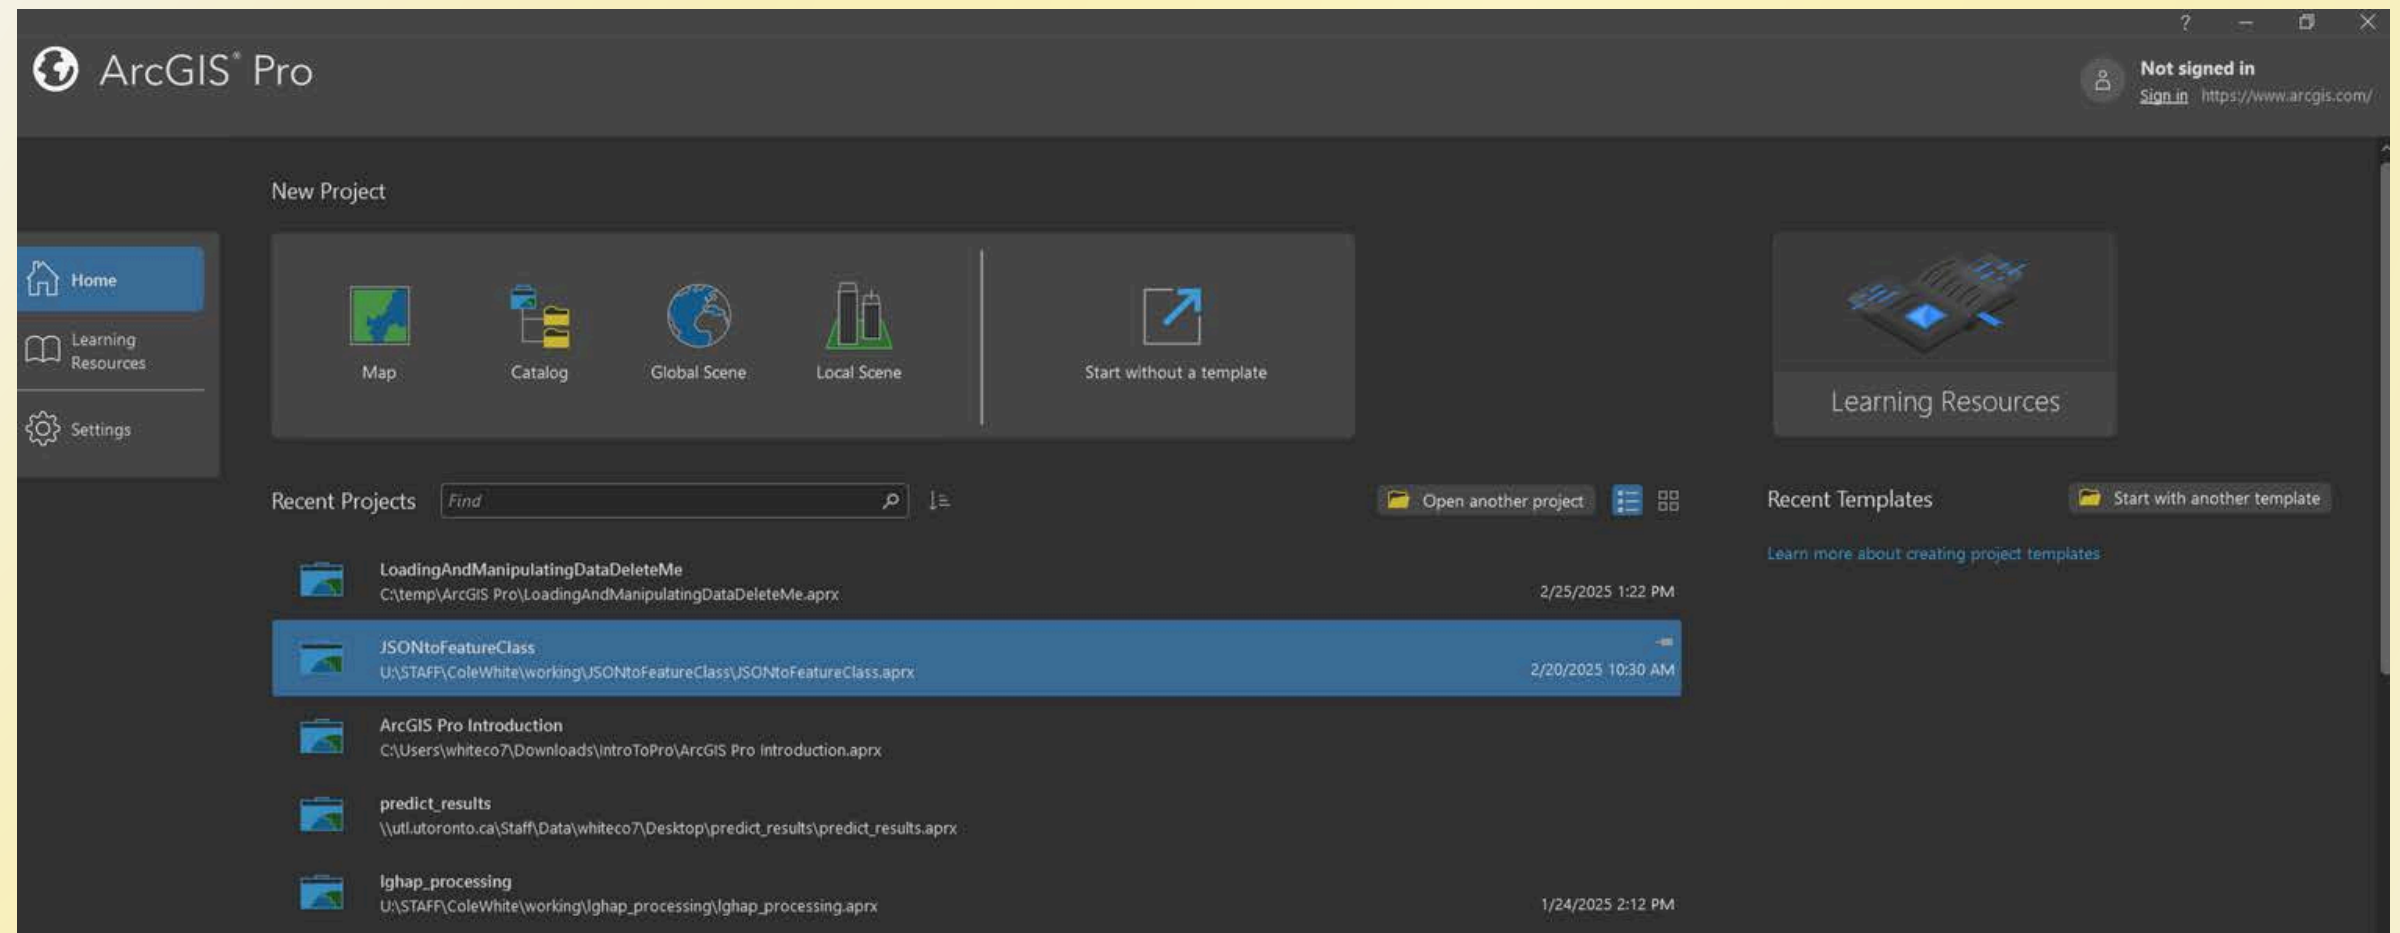 ?
ArcGIS® Pro
Not signed in
Sign in https://www.arcgis.com/
New Project
Home
Learning
Resources
Settings
Map
Catalog
Global Scene
Local Scene
Start without a template
Learning Resources
Recent Projects
Find
Open another project
Recent Templates
Start with another template
Learn more about creating project templates
LoadingAndManipulatingDataDeleteMe
C:\temp\ArcGIS Pro\LoadingAndManipulatingDataDeleteMe.aprx
2/25/2025 1:22 PM
JSONtoFeatureClass
U:\STAFF\ColeWhite\working\JSONtoFeatureClass\JSONtoFeatureClass.aprx
2/20/2025 10:30 AM
ArcGIS Pro Introduction
C:\Users\whiteco7\Downloads\IntroToPro\ArcGIS Pro Introduction.aprx
predict_results
\\utl.utoronto.ca\Staff\Data\whiteco7\Desktop\predict_results\predict_results.aprx
lghap_processing
U:\STAFF\ColeWhite\working\lghap_processing\lghap_processing.aprx
1/24/2025 2:12 PM